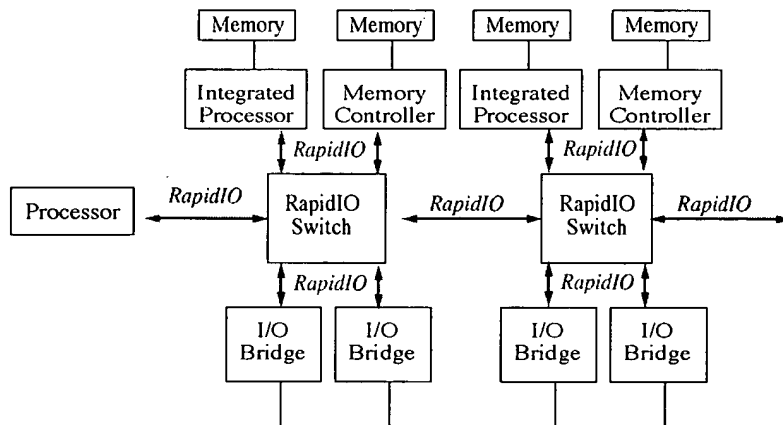 Memory
Memory
Memory
Memory
Integrated
Processor
Memory
Controller
Integrated
Processor
Memory
Controller
RapidIO
RapidIO
Processor
RapidIO
RapidIO
Switch
RapidIO
RapidIO
Switch
RapidIO
RapidIO
RapidIO
I/O
Bridge
I/O
Bridge
I/O
Bridge
I/O
Bridge